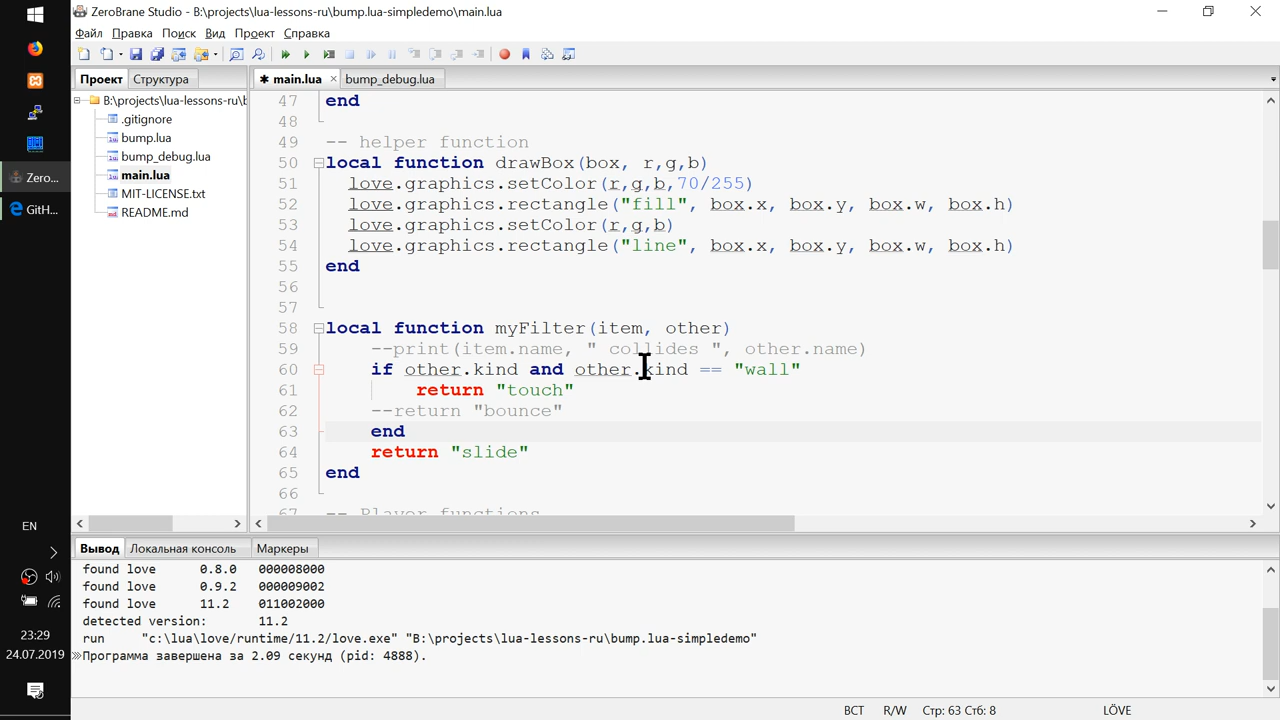 ZeroBrane Studio - B:\projects\lua-lessons-ru\bump.lua-simpledemo\main.lua
Файл Правка Поиск Вид Проект Справка
Проект Структура
main.lua bump_debug.lua
B:\projects\lua-lessons-ru\b
.gitignore
bump.lua
bump_debug.lua
main.lua
MIT-LICENSE.txt
README.md
Zero...
GitH...
47 end
48
49 -- helper function
50 local function drawBox(box, r,g,b)
51 love.graphics.setColor(r,g,b,70/255)
52 love.graphics.rectangle("fill", box.x, box.y, box.w, box.h)
53 love.graphics.setColor(r,g,b)
54 love.graphics.rectangle("line", box.x, box.y, box.w, box.h)
55 end
56
57
58 local function myFilter(item, other)
59 --print(item.name, " collides ", other.name)
60 if other.kind and other.kind == "wall"
61 return "touch"
62 --return "bounce"
63 end
64 return "slide"
65 end
66
67 -- Player functions
Вывод Локальная консоль Маркеры
found love 0.8.0 000008000
found love 0.9.2 000009002
found love 11.2 011002000
detected version: 11.2
run "c:\lua\love/runtime/11.2/love.exe" "B:\projects\lua-lessons-ru\bump.lua-simpledemo"
Программа завершена за 2.09 секунд (pid: 4888).
EN
23:29
24.07.2019
ВСТ R/W Стр: 63 Стб: 8 LÖVE